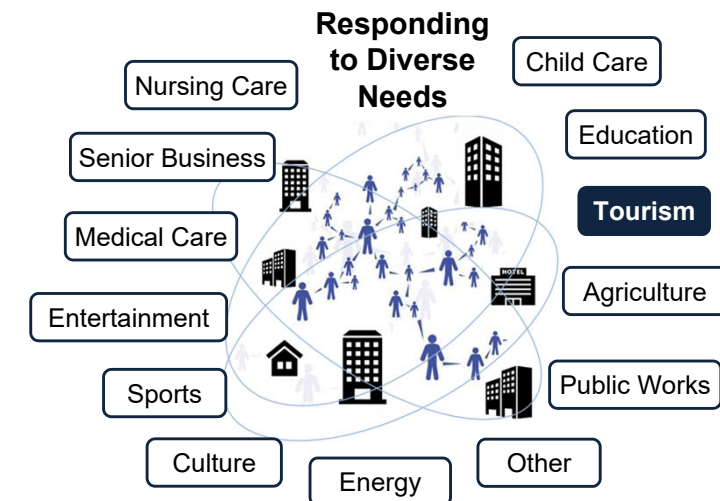 Responding
to Diverse
Needs
Nursing Care
Child Care
Senior Business
Education
Medical Care
Tourism
HOTEL
Entertainment
Agriculture
Sports
Public Works
Culture
Energy
Other